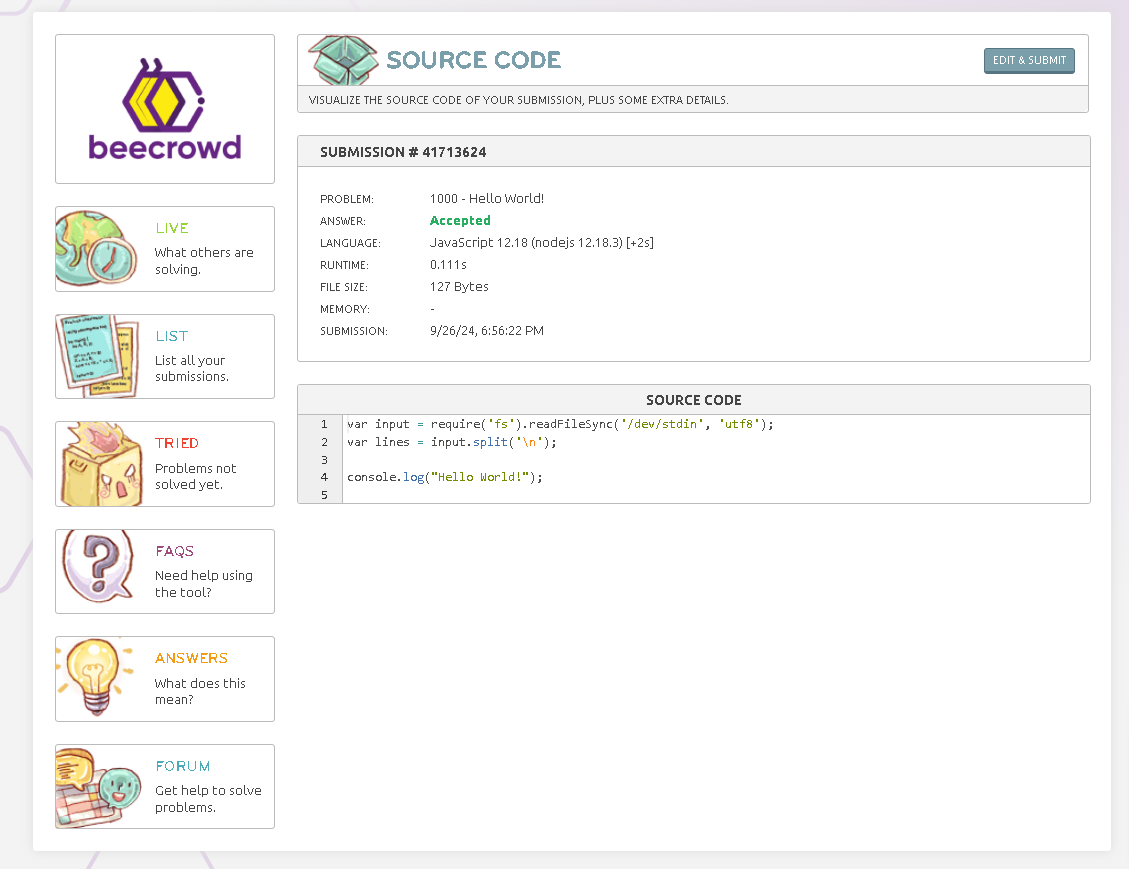 beecrowd
LIVE
What others are
solving.
LIST
List all your
submissions.
TRIED
Problems not
solved yet.
FAQS
Need help using
the tool?
ANSWERS
What does this
mean?
FORUM
Get help to solve
problems.
SOURCE CODE
EDIT & SUBMIT
VISUALIZE THE SOURCE CODE OF YOUR SUBMISSION, PLUS SOME EXTRA DETAILS.
SUBMISSION # 41713624
PROBLEM: 1000 - Hello World!
ANSWER: Accepted
LANGUAGE: JavaScript 12.18 (nodejs 12.18.3) [+2s]
RUNTIME: 0.111s
FILE SIZE: 127 Bytes
MEMORY: -
SUBMISSION: 9/26/24, 6:56:22 PM
SOURCE CODE
1 var input = require('fs').readFileSync('/dev/stdin', 'utf8');
2 var lines = input.split('\n');
3
4 console.log("Hello World!");
5